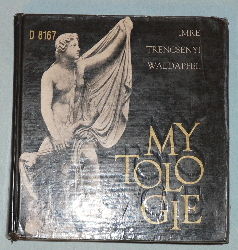 D 8167
IMRE
TRENCSÉNYI
WALDAPFEL
MY
TOLO
GIE